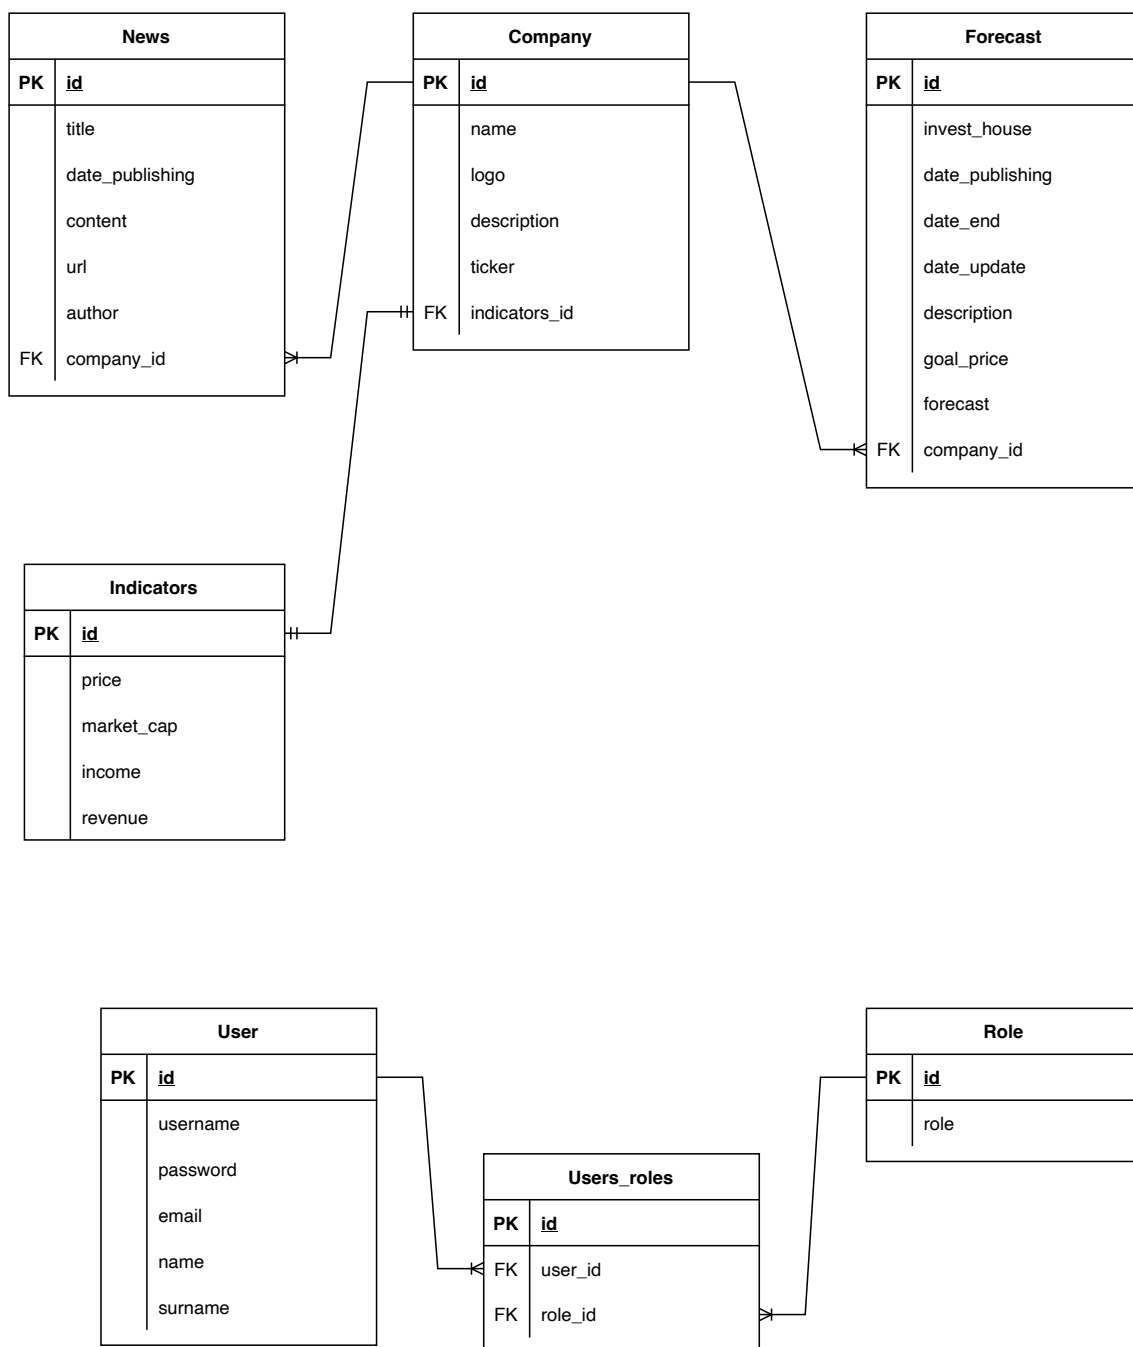 News
PK id
title
date_publishing
content
url
author
FK company_id
Company
PK id
name
logo
description
ticker
FK indicators_id
Forecast
PK id
invest_house
date_publishing
date_end
date_update
description
goal_price
forecast
FK company_id
Indicators
PK id
price
market_cap
income
revenue
User
PK id
username
password
email
name
surname
Users_roles
PK id
FK user_id
FK role_id
Role
PK id
role